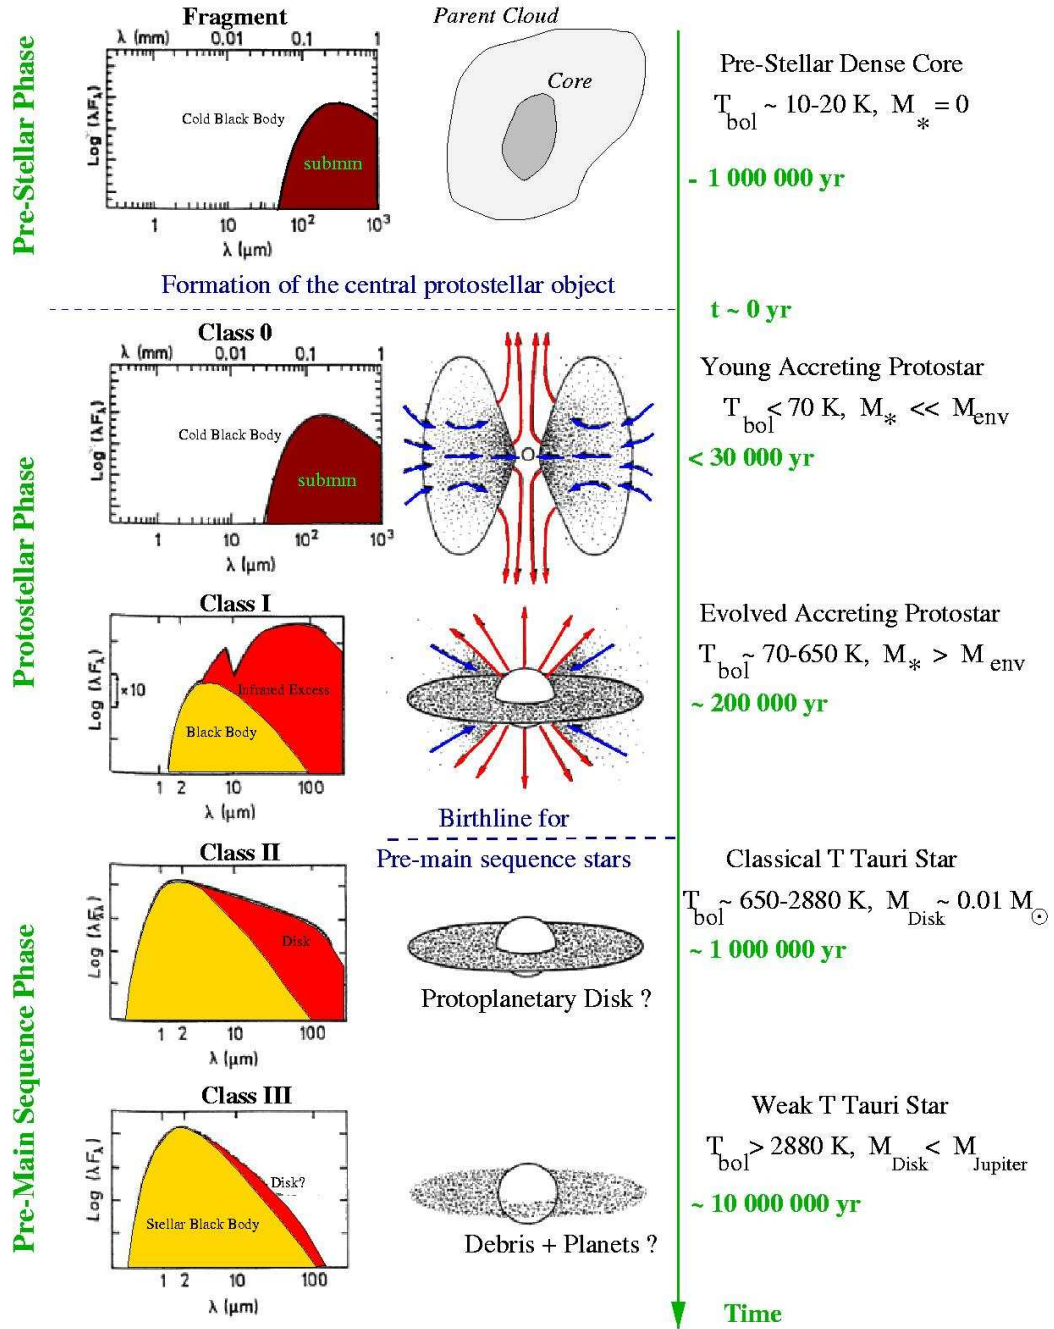 Pre-Stellar Phase
Fragment
λ (mm) 0.01 0.1 1
Log (λF_λ)
Cold Black Body
submm
1 10 10² 10³
λ (µm)
Parent Cloud
Core
Pre-Stellar Dense Core
T_bol ~ 10-20 K, M_* = 0
- 1 000 000 yr
Formation of the central protostellar object
t ~ 0 yr
Protostellar Phase
Class 0
λ (mm) 0.01 0.1 1
Log (λF_λ)
Cold Black Body
submm
1 10 10² 10³
λ (µm)
Young Accreting Protostar
T_bol < 70 K, M_* << M_env
< 30 000 yr
Class I
Log (λF_λ)
×10
Infrared Excess
Black Body
1 2 10 100
λ (µm)
Evolved Accreting Protostar
T_bol ~ 70-650 K, M_* > M_env
~ 200 000 yr
Birthline for
Pre-main sequence stars
Pre-Main Sequence Phase
Class II
Log (λF_λ)
Disk
1 2 10 100
λ (µm)
Protoplanetary Disk ?
Classical T Tauri Star
T_bol ~ 650-2880 K, M_Disk ~ 0.01 M_⊙
~ 1 000 000 yr
Class III
Log (λF_λ)
Disk?
Stellar Black Body
1 2 10 100
λ (µm)
Debris + Planets ?
Weak T Tauri Star
T_bol > 2880 K, M_Disk < M_Jupiter
~ 10 000 000 yr
Time